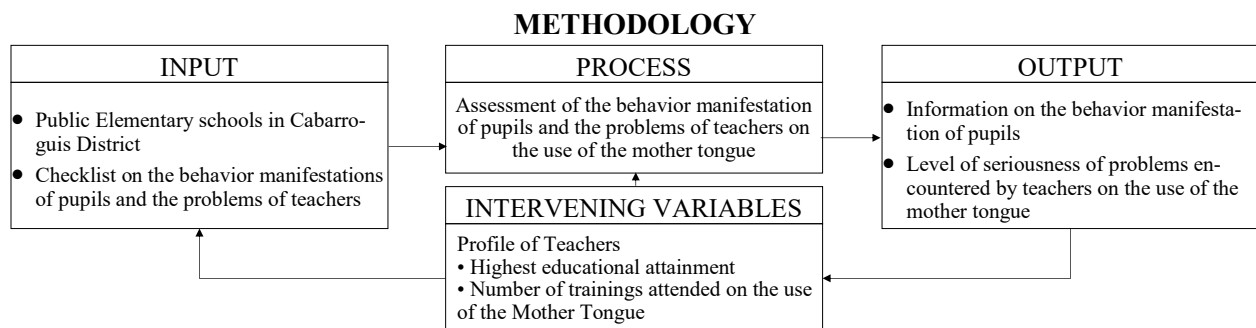 METHODOLOGY
INPUT
● Public Elementary schools in Cabarro-
guis District
● Checklist on the behavior manifestations
of pupils and the problems of teachers
PROCESS
Assessment of the behavior manifestation
of pupils and the problems of teachers on
the use of the mother tongue
OUTPUT
● Information on the behavior manifesta-
tion of pupils
● Level of seriousness of problems en-
countered by teachers on the use of the
mother tongue
INTERVENING VARIABLES
Profile of Teachers
• Highest educational attainment
• Number of trainings attended on the use
of the Mother Tongue